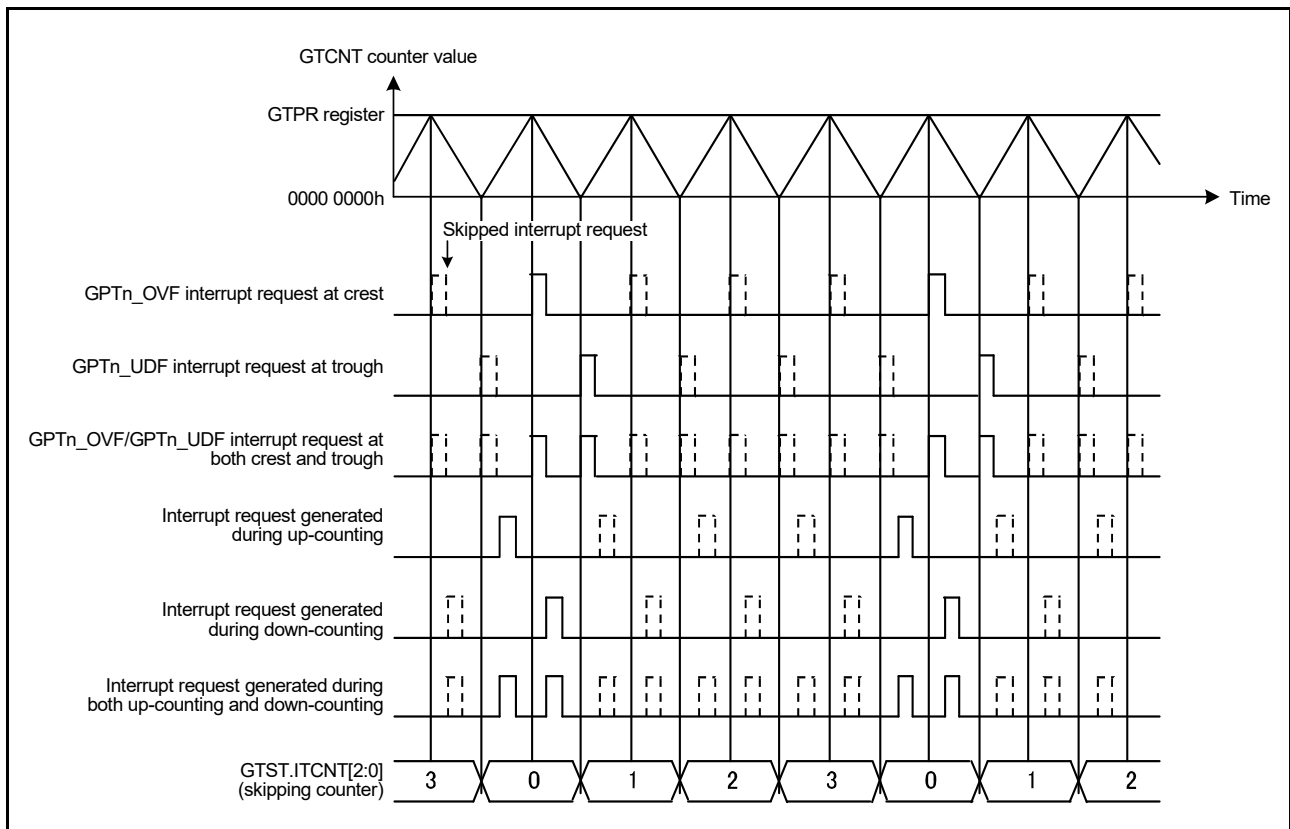 GTCNT counter value
GTPR register
0000 0000h
Time
Skipped interrupt request
GPTn_OVF interrupt request at crest
GPTn_UDF interrupt request at trough
GPTn_OVF/GPTn_UDF interrupt request at
both crest and trough
Interrupt request generated
during up-counting
Interrupt request generated
during down-counting
Interrupt request generated during
both up-counting and down-counting
GTST.ITCNT[2:0]
(skipping counter)
3 0 1 2 3 0 1 2